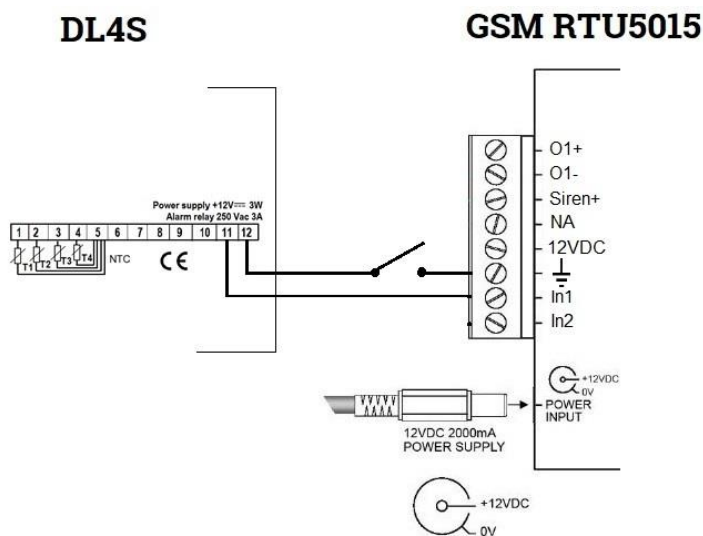 DL4S
GSM RTU5015
Power supply +12V⎓ 3W
Alarm relay 250 Vac 3A
1 2 3 4 5 6 7 8 9 10 11 12
T1 T2 T3 T4
NTC
CE
O1+
O1-
Siren+
NA
12VDC
In1
In2
+12VDC
0V
POWER
INPUT
12VDC 2000mA
POWER SUPPLY
+12VDC
0V